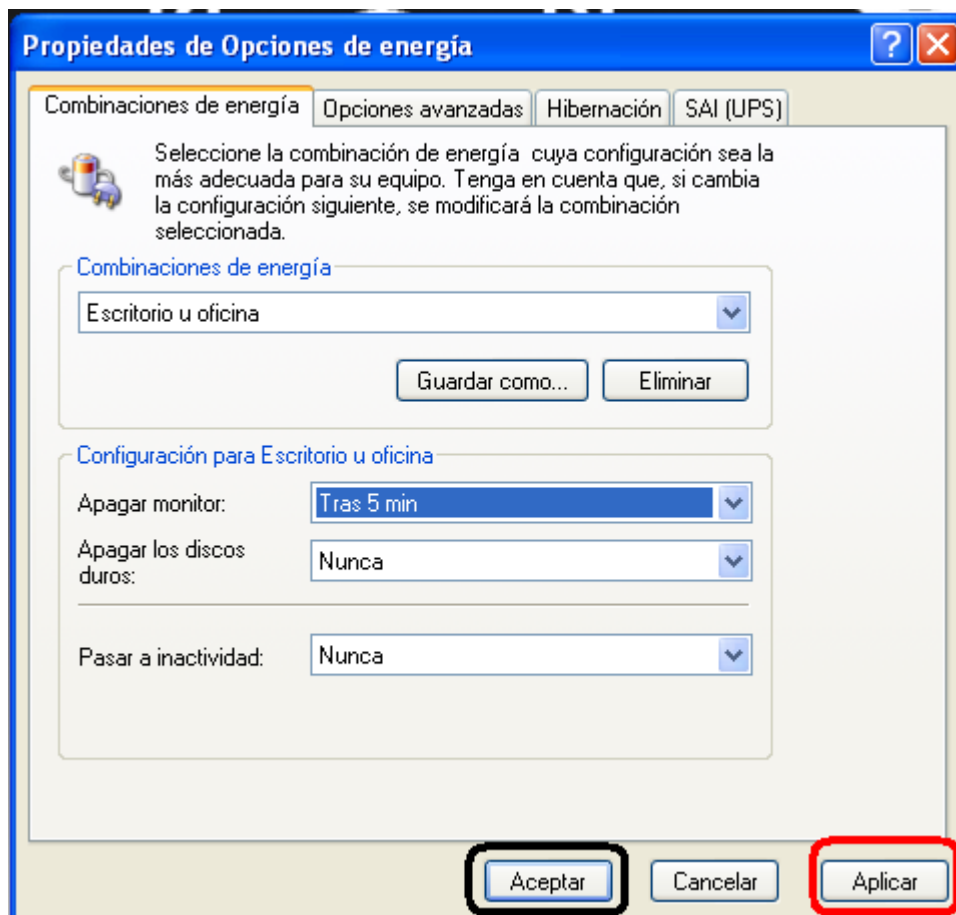 Propiedades de Opciones de energía
Combinaciones de energía Opciones avanzadas Hibernación SAI (UPS)
Seleccione la combinación de energía cuya configuración sea la
más adecuada para su equipo. Tenga en cuenta que, si cambia
la configuración siguiente, se modificará la combinación
seleccionada.
Combinaciones de energía
Escritorio u oficina
Guardar como... Eliminar
Configuración para Escritorio u oficina
Apagar monitor: Tras 5 min
Apagar los discos
duros: Nunca
Pasar a inactividad: Nunca
Aceptar Cancelar Aplicar